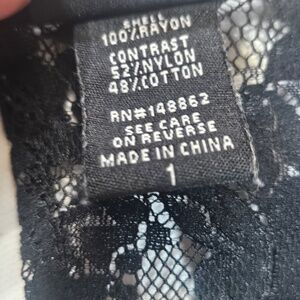 SHELL
100%RAYON
CONTRAST
52%NYLON
48%COTTON
RN#148862
SEE CARE
ON REVERSE
MADE IN CHINA
1